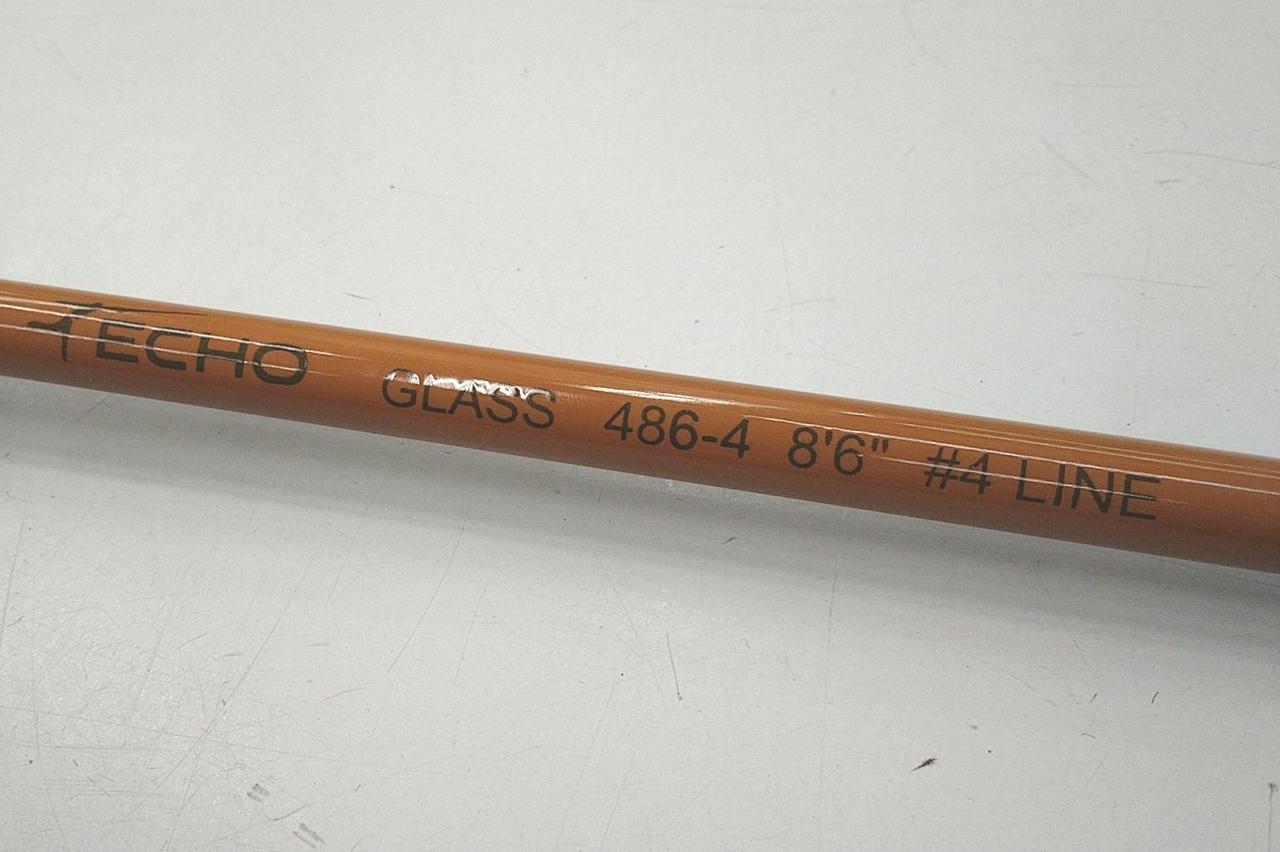 ECHO GLASS 486-4 8'6" #4 LINE